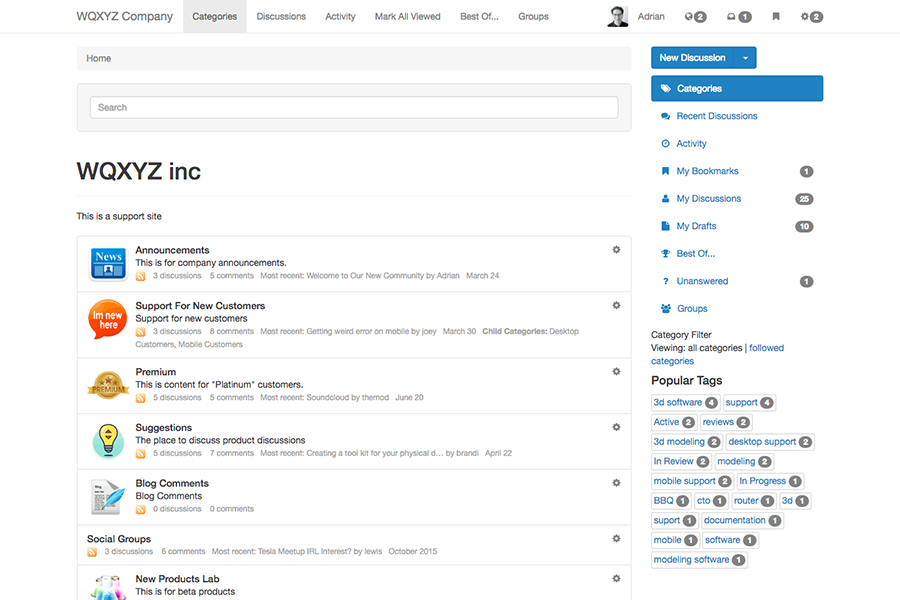 WQXYZ Company Categories Discussions Activity Mark All Viewed Best Of... Groups Adrian 2 1 2
Home
Search
WQXYZ inc
This is a support site
News
Announcements
This is for company announcements.
3 discussions 5 comments Most recent: Welcome to Our New Community by Adrian March 24
Im new
here
Support For New Customers
Support for new customers
3 discussions 8 comments Most recent: Getting weird error on mobile by joey March 30 Child Categories: Desktop
Customers, Mobile Customers
PREMIUM
Premium
This is content for "Platinum" customers.
5 discussions 5 comments Most recent: Soundcloud by themod June 20
Suggestions
The place to discuss product discussions
5 discussions 7 comments Most recent: Creating a tool kit for your physical d... by brandi April 22
Blog
Blog Comments
Blog Comments
0 discussions 0 comments
Social Groups
3 discussions 6 comments Most recent: Tesla Meetup IRL Interest? by lewis October 2015
New Products Lab
This is for beta products
New Discussion
Categories
Recent Discussions
Activity
My Bookmarks 1
My Discussions 25
My Drafts 10
Best Of...
? Unanswered 1
Groups
Category Filter
Viewing: all categories | followed
categories
Popular Tags
3d software 4 support 4
Active 2 reviews 2
3d modeling 2 desktop support 2
In Review 2 modeling 2
mobile support 2 In Progress 1
BBQ 1 cto 1 router 1 3d 1
suport 1 documentation 1
mobile 1 software 1
modeling software 1